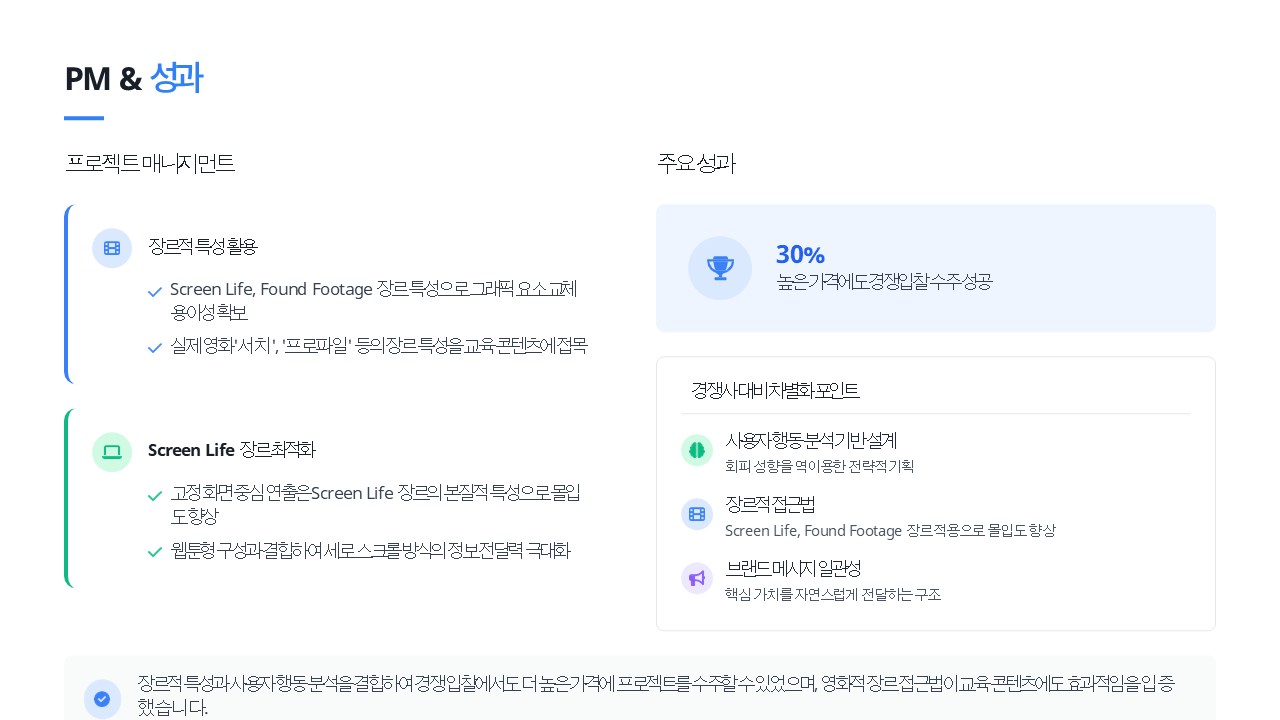 PM & 성과
프로젝트 매니지먼트
장르적 특성 활용
Screen Life, Found Footage 장르 특성으로 그래픽 요소 교체
용이성 확보
실제 영화 '서치', '프로파일' 등의 장르 특성을 교육 콘텐츠에 접목
Screen Life 장르 최적화
고정 화면 중심 연출은 Screen Life 장르의 본질적 특성으로 몰입
도 향상
웹툰형 구성과 결합하여 세로 스크롤 방식의 정보 전달력 극대화
주요 성과
30%
높은 가격에도 경쟁입찰 수주 성공
경쟁사 대비 차별화 포인트
사용자 행동 분석 기반 설계
회피 성향을 역이용한 전략적 기획
장르적 접근법
Screen Life, Found Footage 장르 적용으로 몰입도 향상
브랜드 메시지 일관성
핵심 가치를 자연스럽게 전달하는 구조
장르적 특성과 사용자 행동 분석을 결합하여 경쟁 입찰에서도 더 높은 가격에 프로젝트를 수주할 수 있었으며, 영화적 장르 접근법이 교육 콘텐츠에도 효과적임을 입증
했습니다.